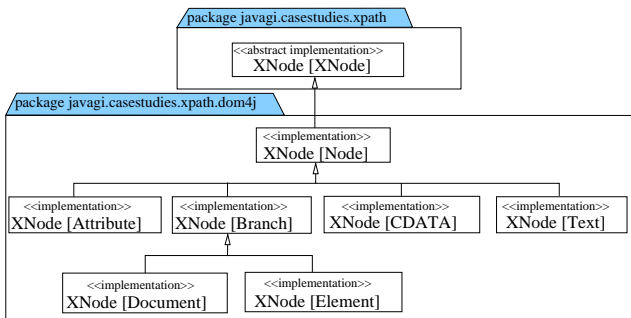 package javagi.casestudies.xpath
<<abstract implementation>>
XNode [XNode]
package javagi.casestudies.xpath.dom4j
<<implementation>>
XNode [Node]
<<implementation>>
XNode [Attribute]
<<implementation>>
XNode [Branch]
<<implementation>>
XNode [CDATA]
<<implementation>>
XNode [Text]
<<implementation>>
XNode [Document]
<<implementation>>
XNode [Element]